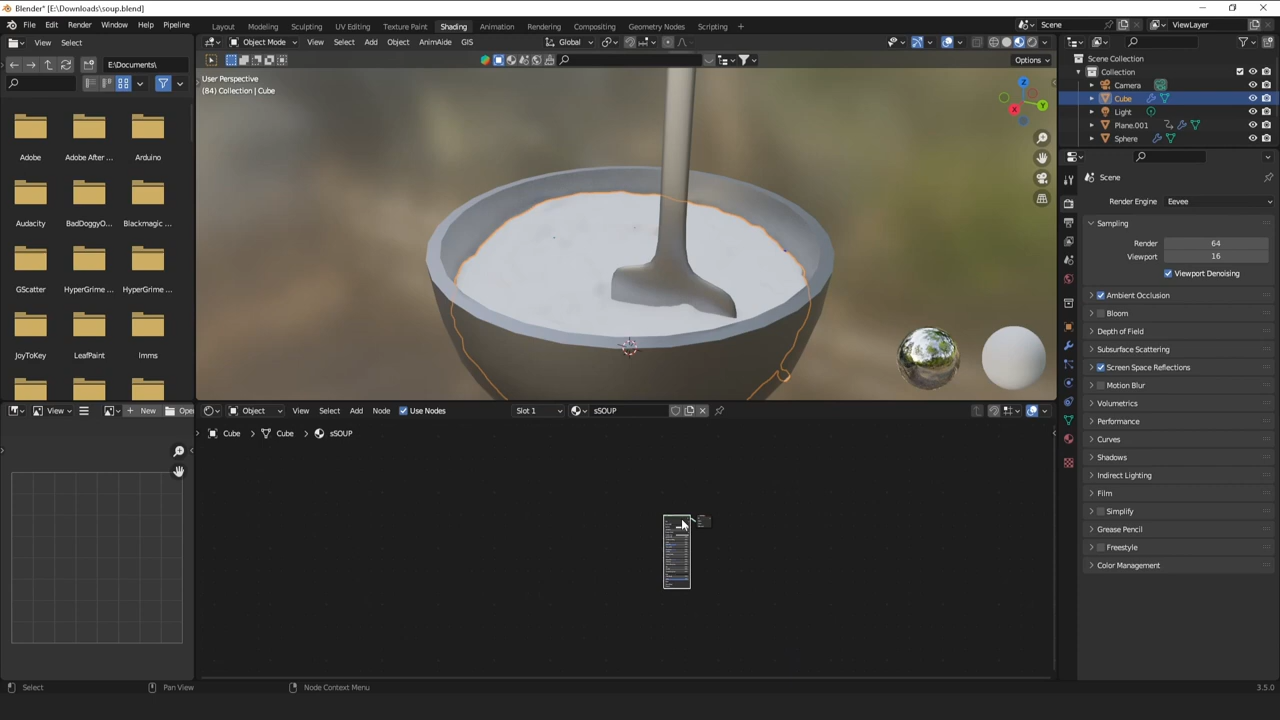 Blender* [E:\Downloads\soup.blend]
File Edit Render Window Help Pipeline
Layout Modeling Sculpting UV Editing Texture Paint Shading Animation Rendering Compositing Geometry Nodes Scripting +
Scene
ViewLayer
View Select
Object Mode View Select Add Object AnimAide GIS
Global
E:\Documents\
Options
User Perspective
(84) Collection | Cube
Adobe
Adobe After ...
Arduino
Audacity
BadDoggyO...
Blackmagic ...
GScatter
HyperGrime ...
HyperGrime ...
JoyToKey
LeafPaint
lmms
Z
Y
X
Scene Collection
Collection
Camera
Cube
Light
Plane.001
Sphere
Scene
Render Engine Eevee
Sampling
Render 64
Viewport 16
Viewport Denoising
Ambient Occlusion
Bloom
Depth of Field
Subsurface Scattering
Screen Space Reflections
Motion Blur
Volumetrics
Performance
Curves
Shadows
Indirect Lighting
Film
Simplify
Grease Pencil
Freestyle
Color Management
View
New
Open
Object View Select Add Node Use Nodes Slot 1 sSOUP
Cube > Cube > sSOUP
Select
Pan View
Node Context Menu
3.5.0